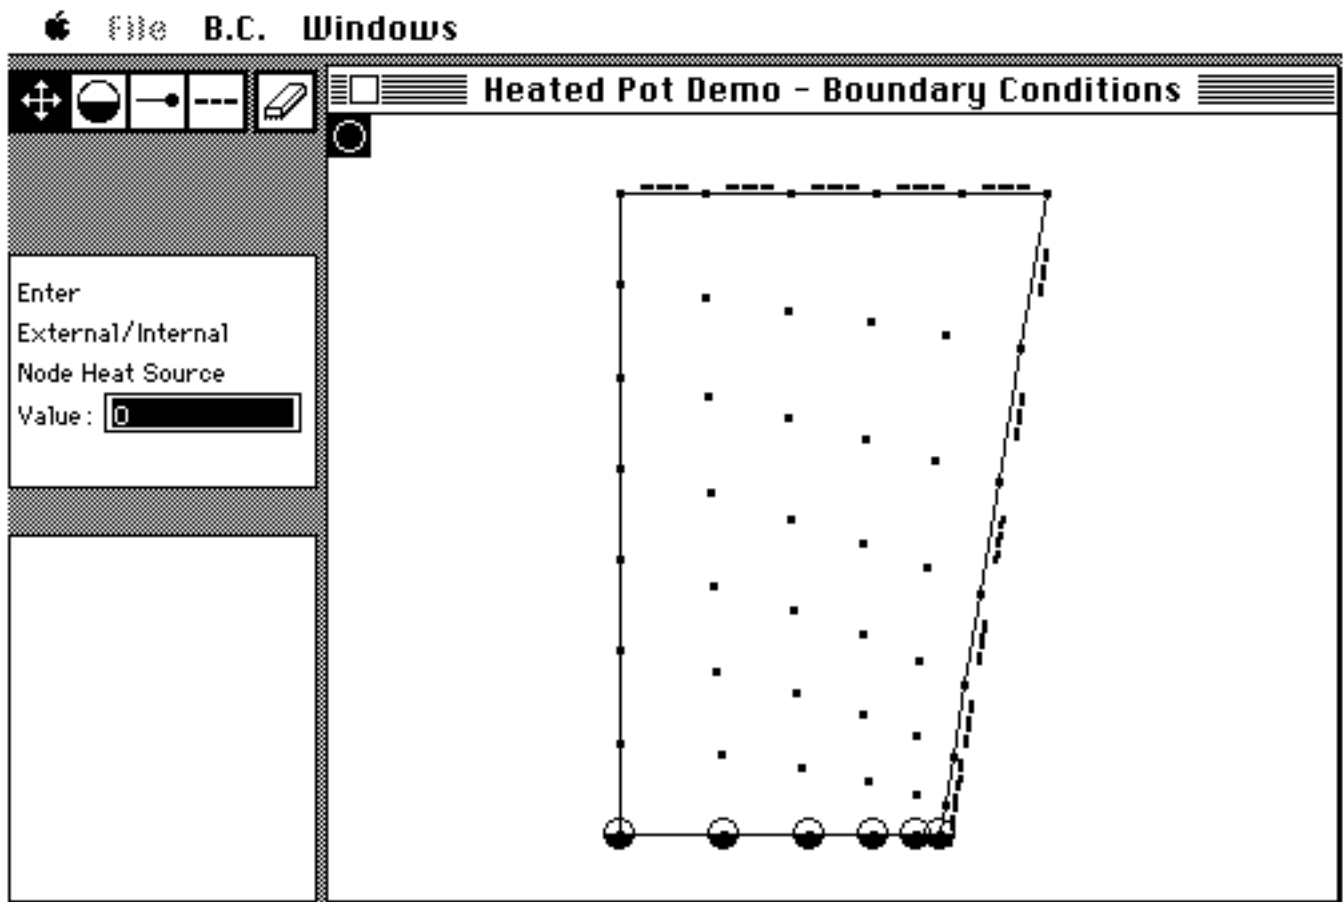 File B.C. Windows
Heated Pot Demo - Boundary Conditions
Enter
External/Internal
Node Heat Source
Value: 0